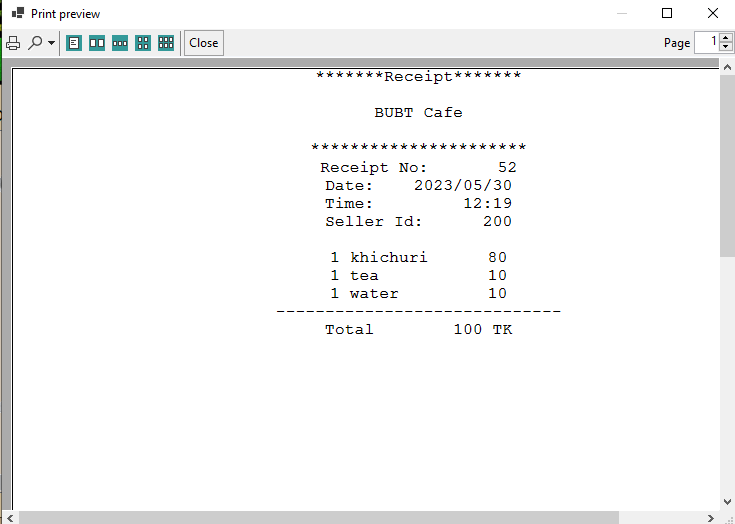 Print preview
Close
Page 1
*******Receipt*******
BUBT Cafe
**********************
Receipt No: 52
Date: 2023/05/30
Time: 12:19
Seller Id: 200
1 khichuri 80
1 tea 10
1 water 10
-----------------------------
Total 100 TK